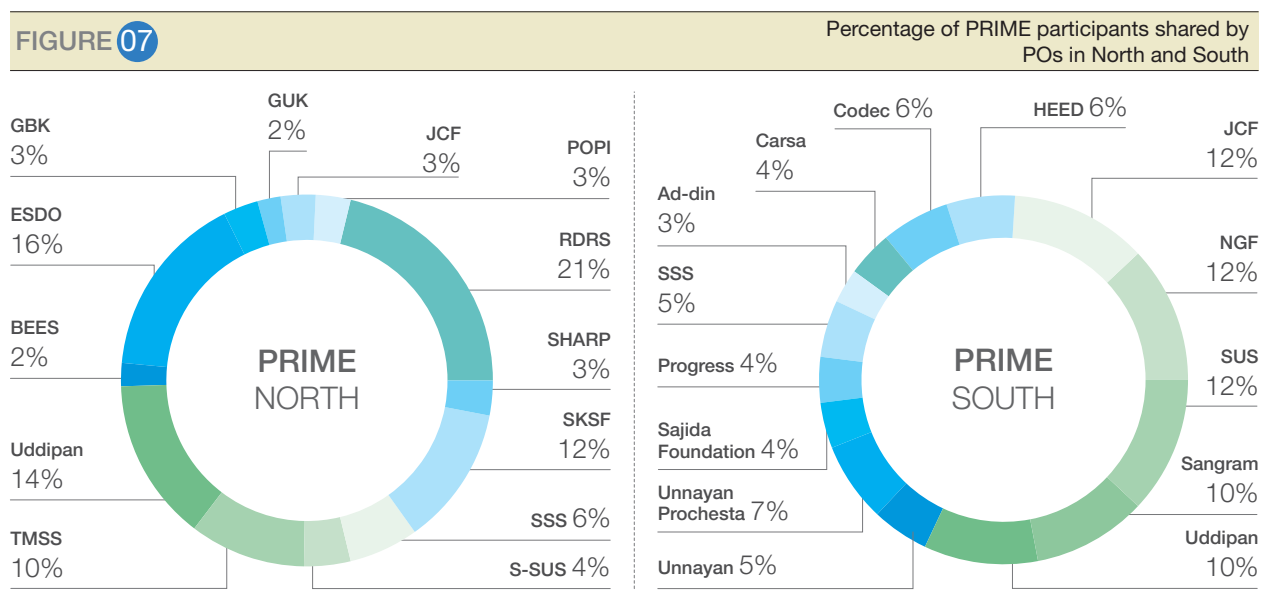 FIGURE 07
Percentage of PRIME participants shared by
POs in North and South
GUK
2%
GBK
3%
JCF
3%
POPI
3%
ESDO
16%
RDRS
21%
BEES
2%
SHARP
3%
PRIME
NORTH
SKSF
12%
Uddipan
14%
SSS 6%
TMSS
10%
S-SUS 4%
Codec 6%
HEED 6%
JCF
12%
Carsa
4%
Ad-din
3%
NGF
12%
SSS
5%
Progress 4%
SUS
12%
PRIME
SOUTH
Sajida
Foundation 4%
Sangram
10%
Unnayan
Prochesta 7%
Uddipan
10%
Unnayan 5%